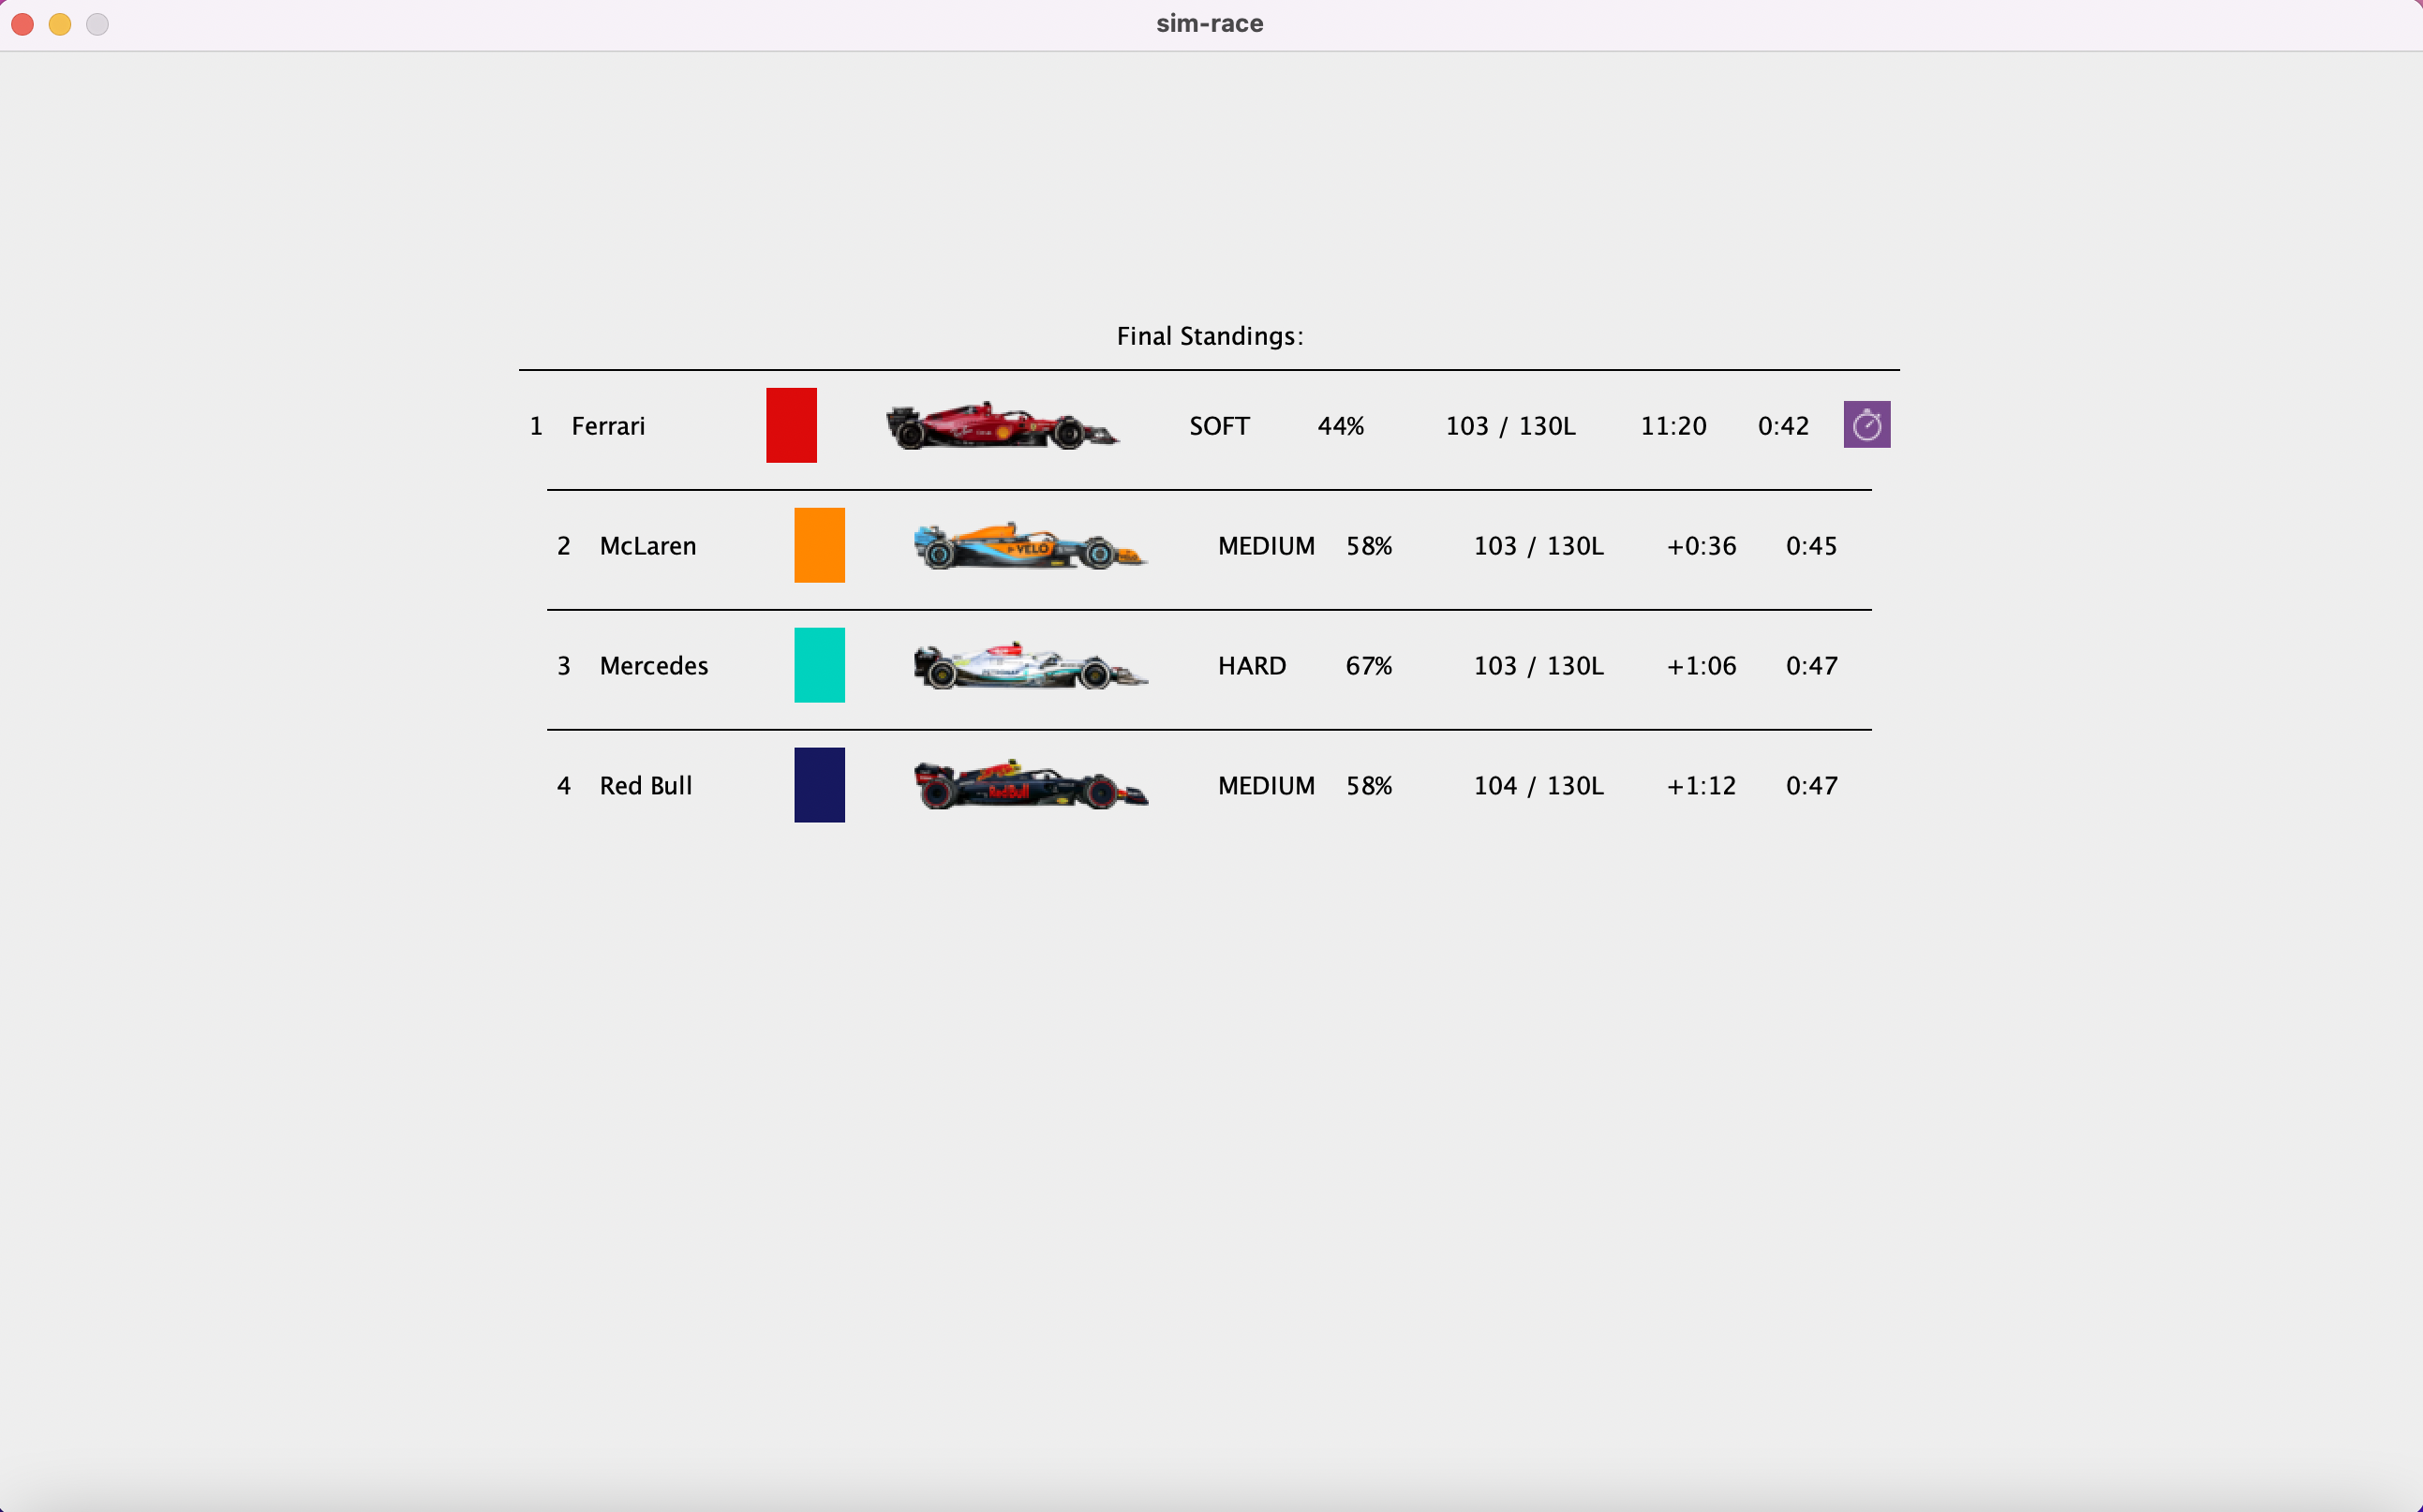 sim-race
Final Standings:
1 Ferrari SOFT 44% 103 / 130L 11:20 0:42
2 McLaren VELO MEDIUM 58% 103 / 130L +0:36 0:45
3 Mercedes HARD 67% 103 / 130L +1:06 0:47
4 Red Bull RedBull MEDIUM 58% 104 / 130L +1:12 0:47